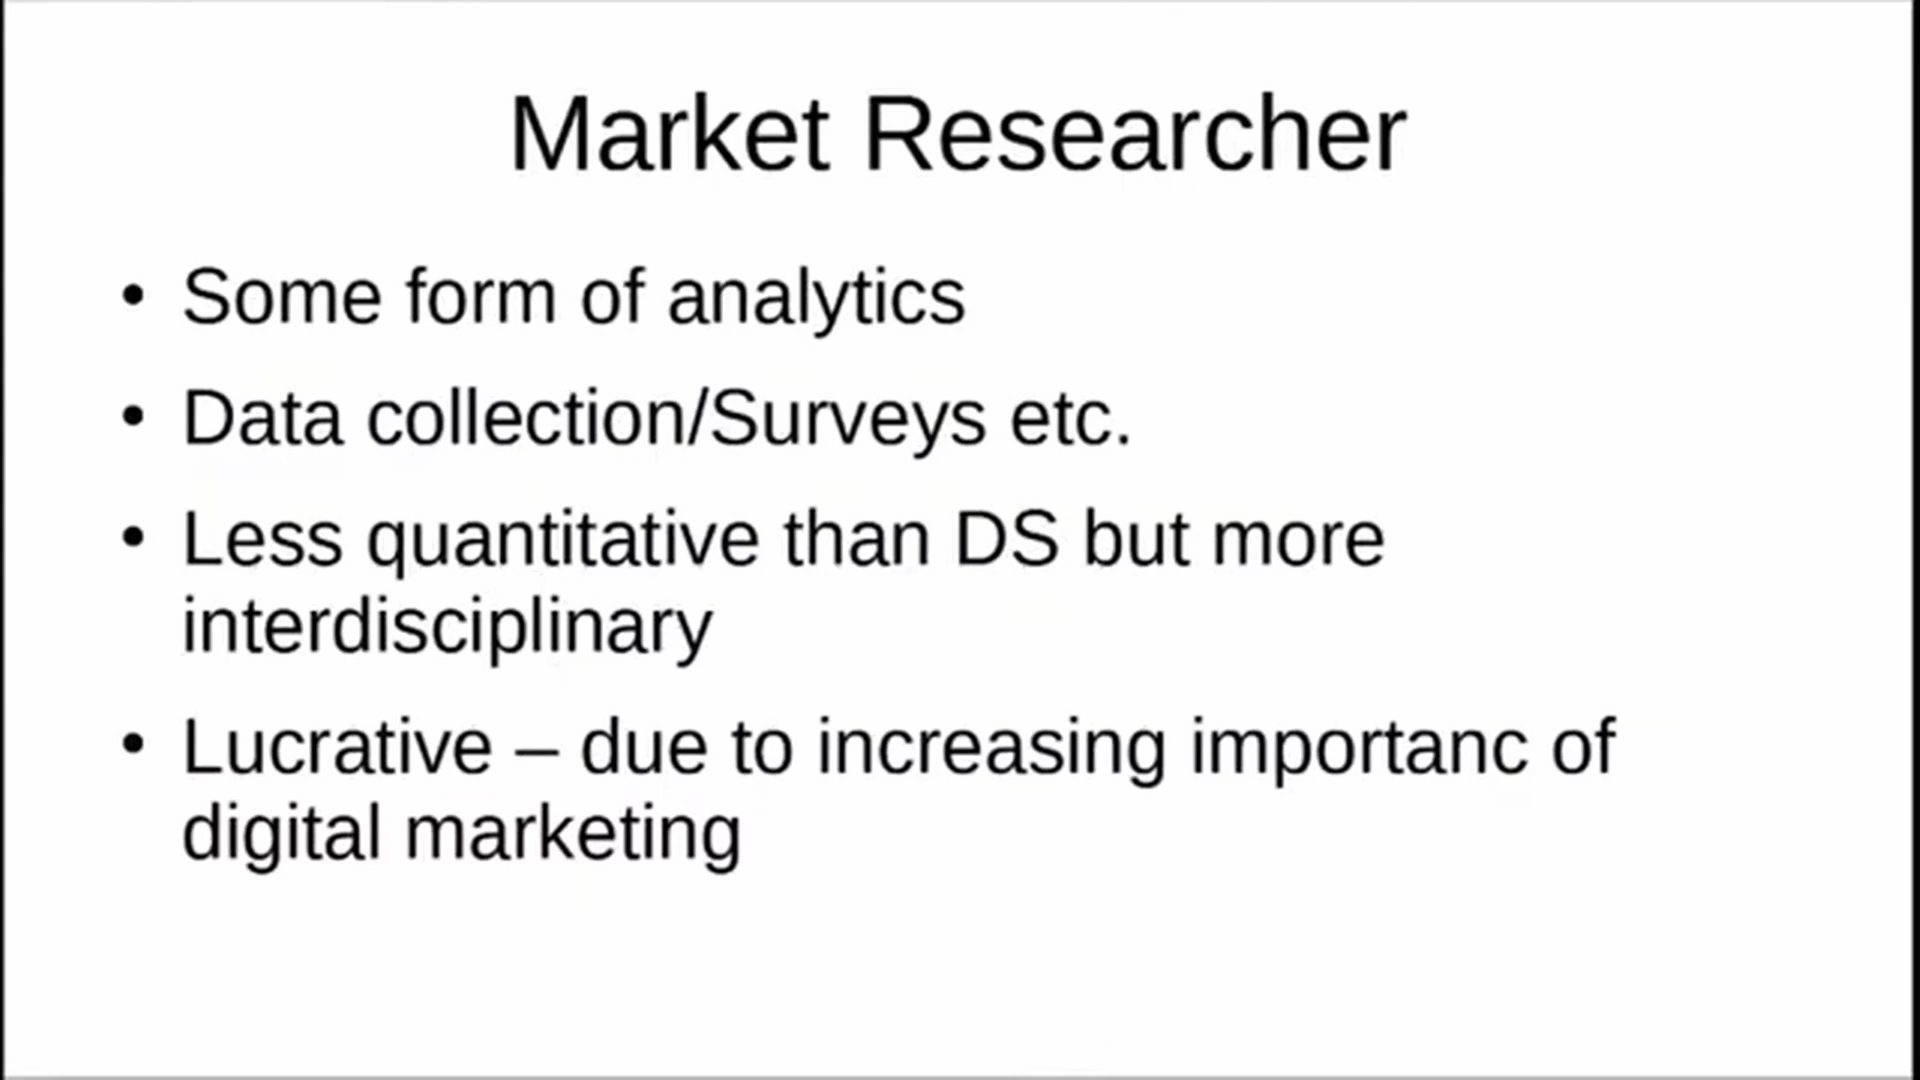 Market Researcher
• Some form of analytics
• Data collection/Surveys etc.
• Less quantitative than DS but more
interdisciplinary
• Lucrative – due to increasing importanc of
digital marketing